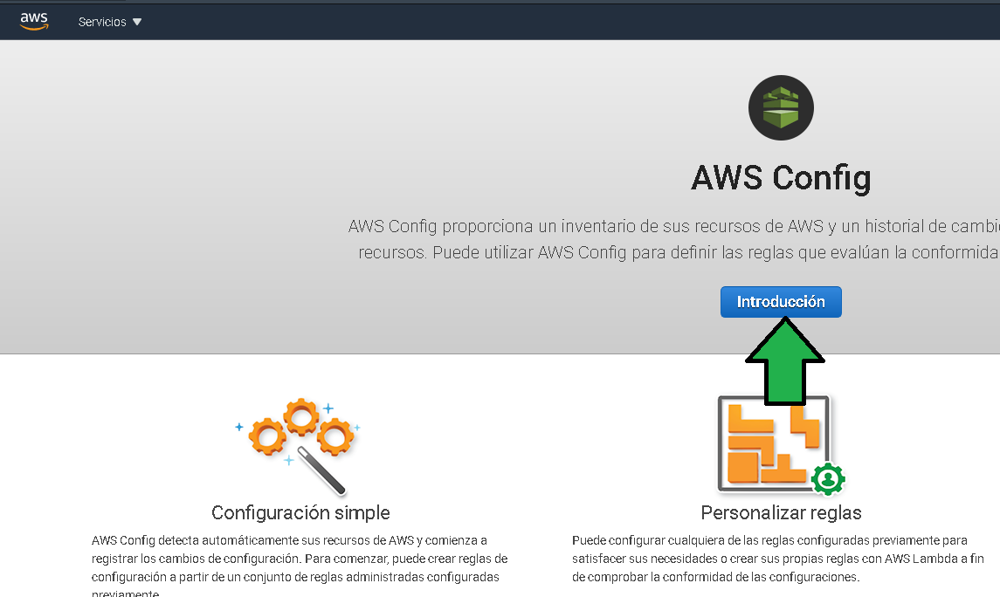 aws
Servicios
AWS Config
AWS Config proporciona un inventario de sus recursos de AWS y un historial de
recursos. Puede utilizar AWS Config para definir las reglas que evalúan la
Introducción
Configuración simple
AWS Config detecta automáticamente sus recursos de AWS y comienza a
registrar los cambios de configuración. Para comenzar, puede crear reglas de
configuración a partir de un conjunto de reglas administradas configuradas
previamente.
Personalizar reglas
Puede configurar cualquiera de las reglas configuradas previamente para
satisfacer sus necesidades o crear sus propias reglas con AWS Lambda a fin
de comprobar la conformidad de las configuraciones.